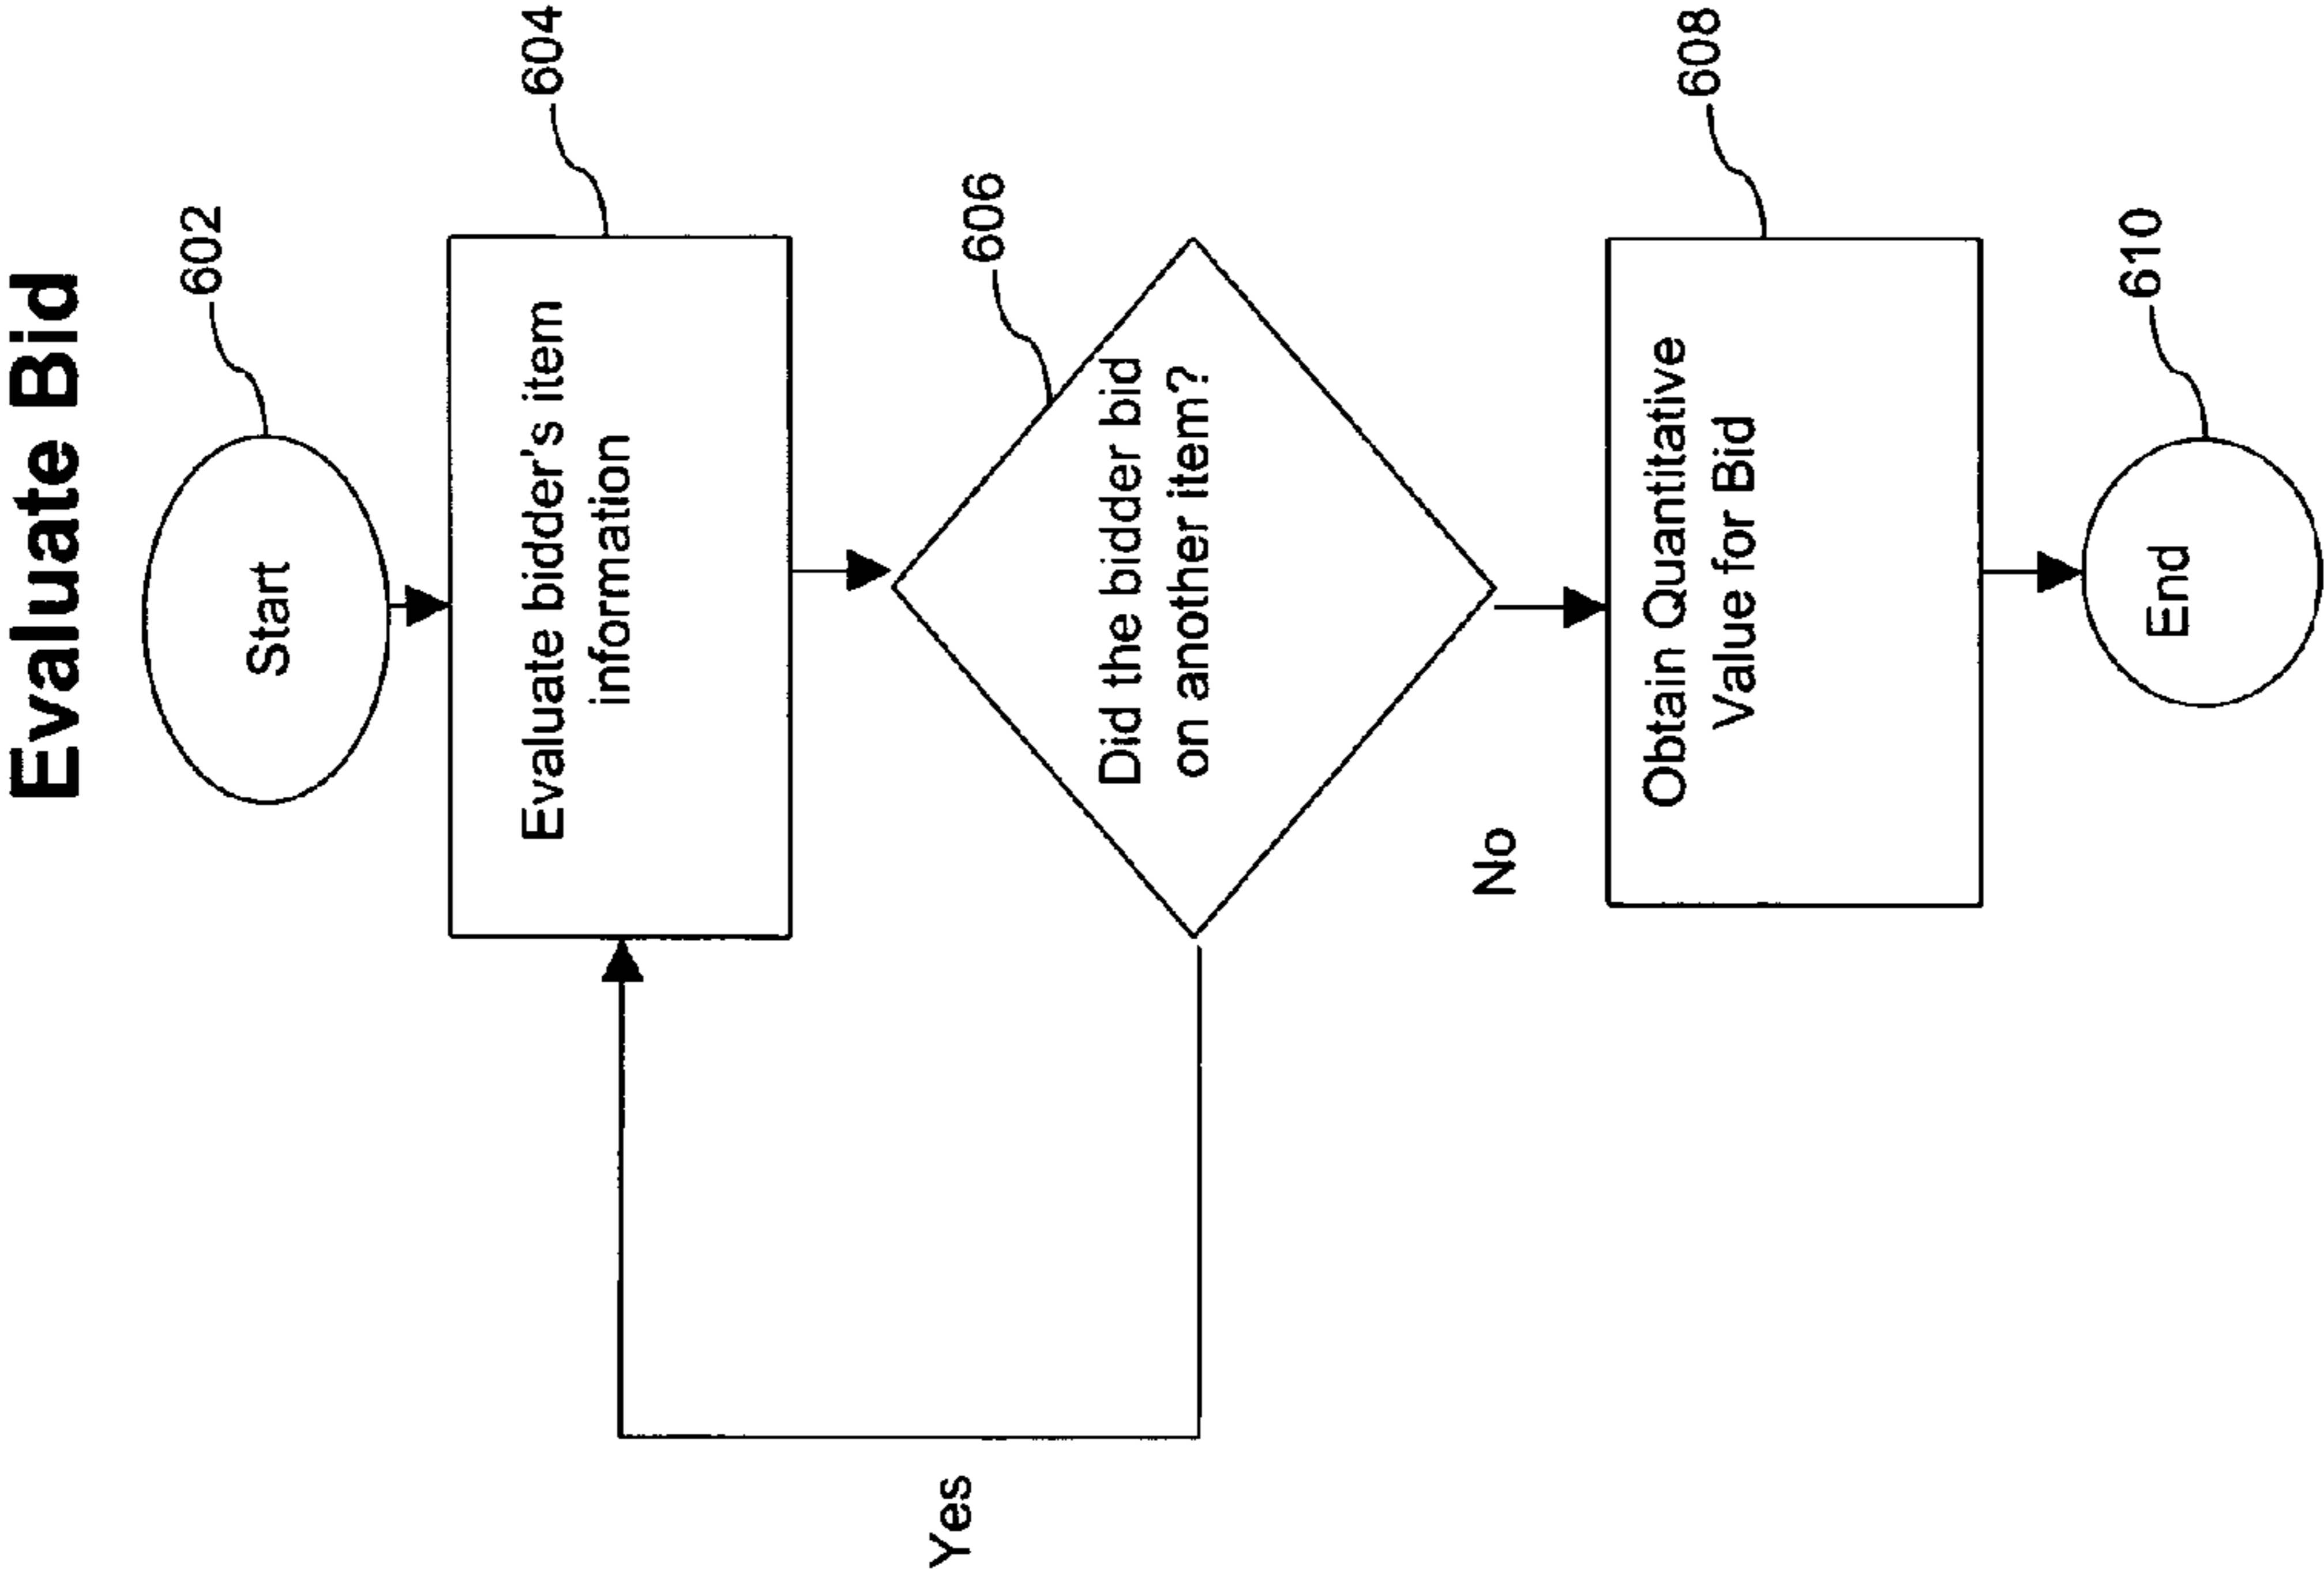 Evaluate Bid
602
Start
604
Evaluate bidder's item
information
606
Did the bidder bid
on another item?
Yes
No
608
Obtain Quantitative
Value for Bid
610
End